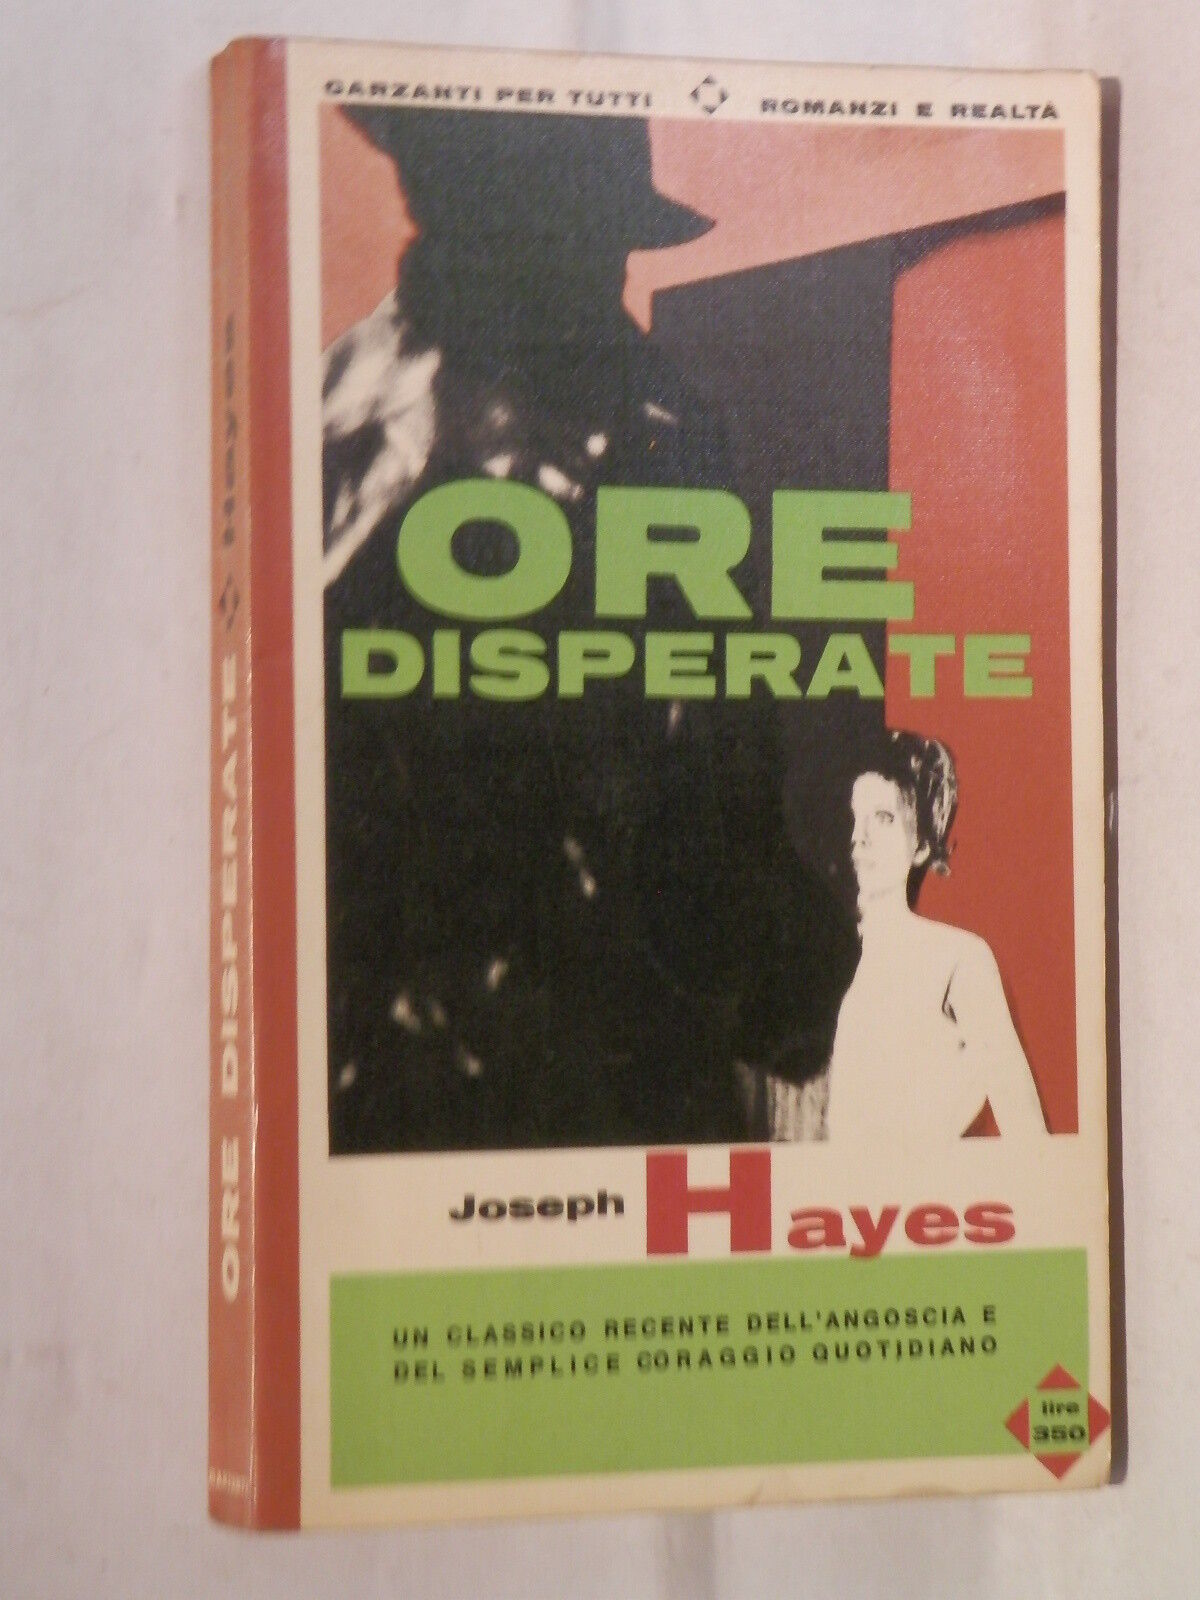 GARZANTI PER TUTTI ROMANZI E REALTÀ
ORE
DISPERATE
Joseph Hayes
UN CLASSICO RECENTE DELL'ANGOSCIA E
DEL SEMPLICE CORAGGIO QUOTIDIANO
lire
350
ORE DISPERATE Hayes